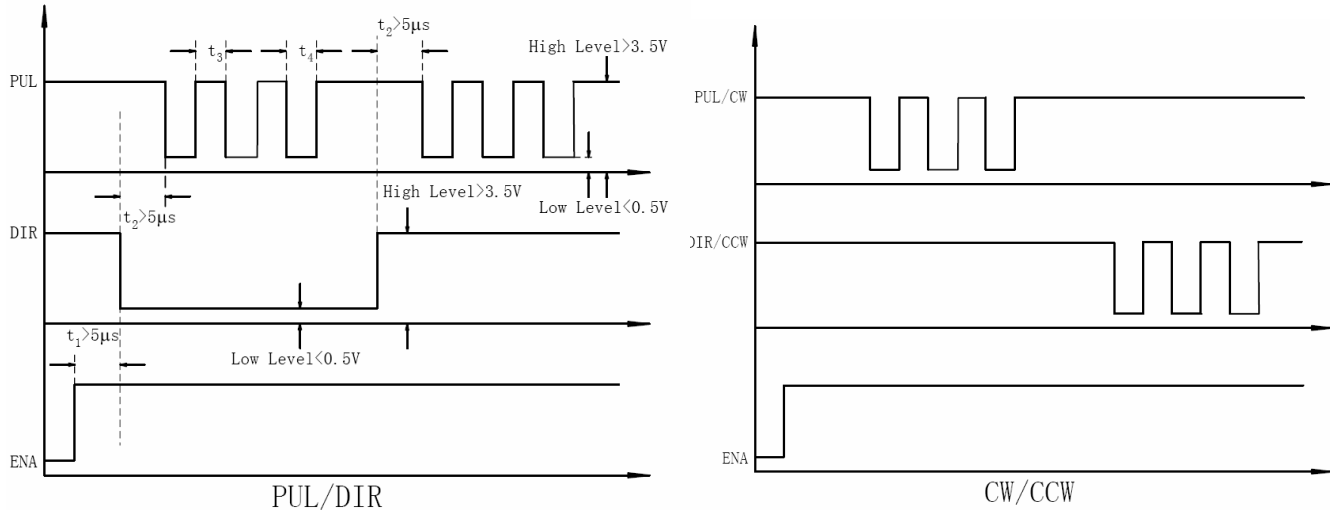 t₂>5μs
t₃
t₄
High Level>3.5V
PUL
Low Level<0.5V
t₂>5μs
High Level>3.5V
DIR
t₁>5μs
Low Level<0.5V
ENA
PUL/DIR
PUL/CW
DIR/CCW
ENA
CW/CCW